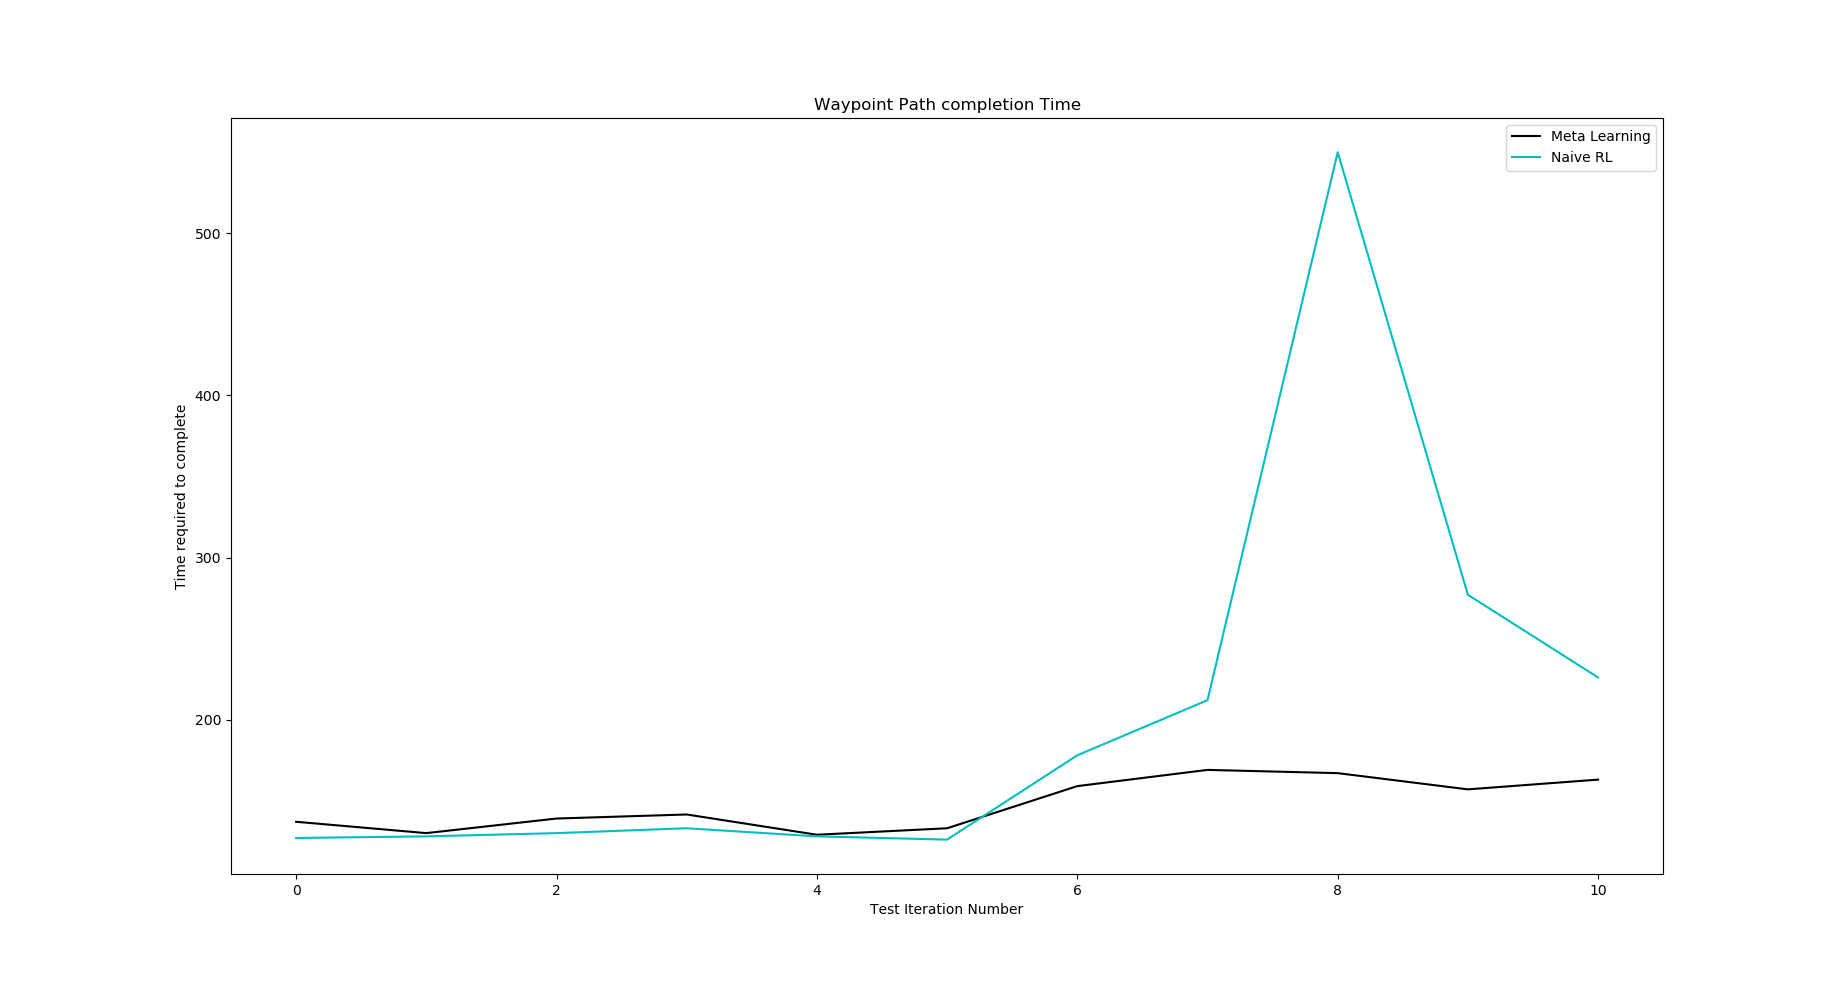 Waypoint Path completion Time
Meta Learning
Naive RL
500
400
300
200
Time required to complete
0 2 4 6 8 10
Test Iteration Number